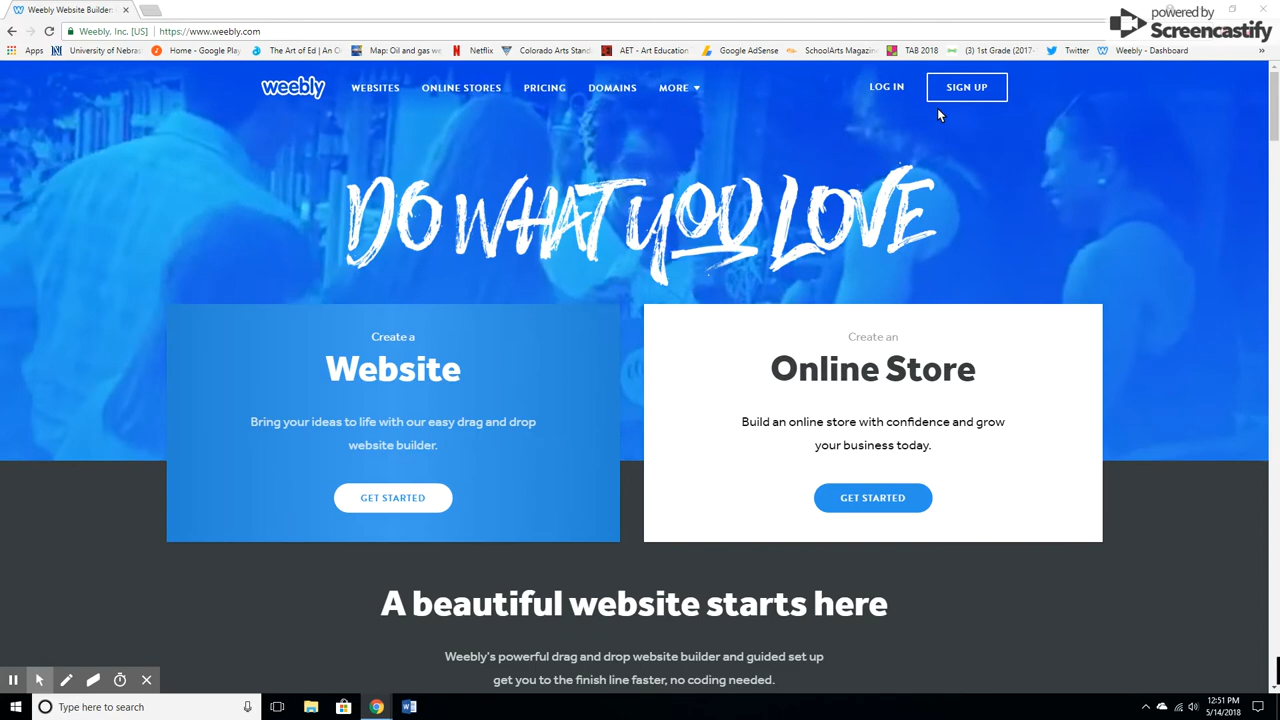 Weebly Website Builder:
powered by
Screencastify
Weebly, Inc. [US]
https://www.weebly.com
Apps
University of Nebras
Home - Google Play
The Art of Ed / An O
Map: Oil and gas w
Netflix
Colorado Arts Stand
AET - Art Education
Google AdSense
SchoolArts Magazin
TAB 2018
(3) 1st Grade (2017-
Twitter
Weebly - Dashboard
»
weebly
WEBSITES
ONLINE STORES
PRICING
DOMAINS
MORE
LOG IN
SIGN UP
DO WHAT YOU LOVE
Create a
Website
Bring your ideas to life with our easy drag and drop
website builder.
GET STARTED
Create an
Online Store
Build an online store with confidence and grow
your business today.
GET STARTED
A beautiful website starts here
Weebly's powerful drag and drop website builder and guided set up
get you to the finish line faster, no coding needed.
Type here to search
12:51 PM
5/14/2018